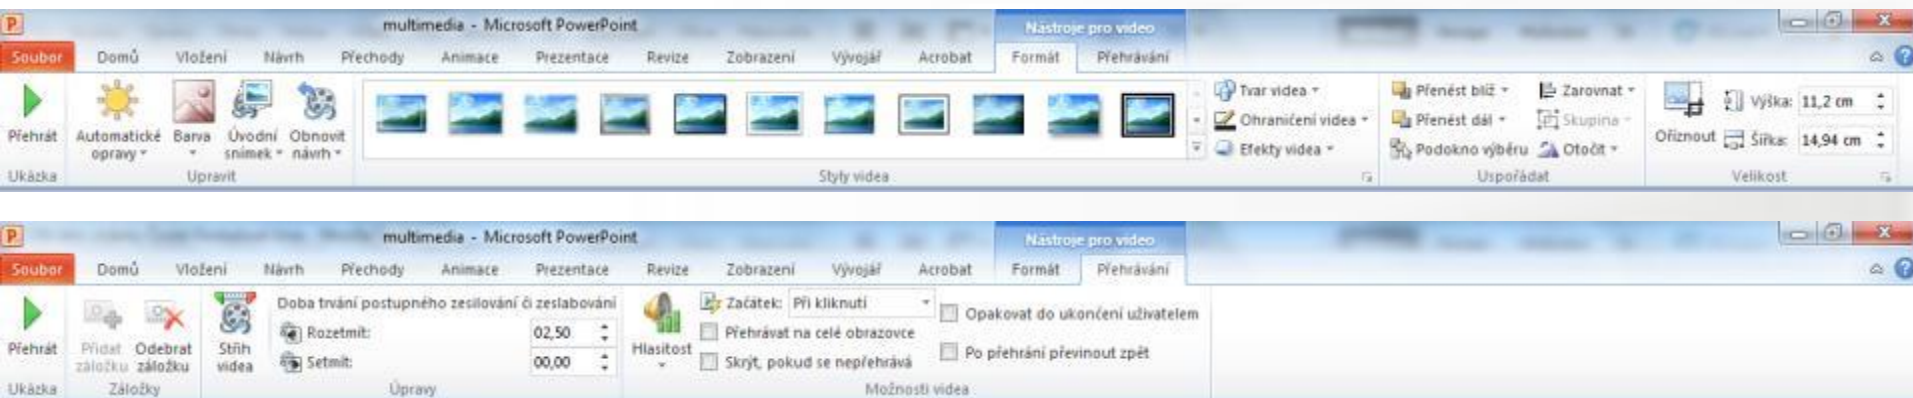 multimedia - Microsoft PowerPoint
Nástroje pro video
Soubor Domů Vložení Návrh Přechody Animace Prezentace Revize Zobrazení Vývojář Acrobat Formát Přehrávání
Přehrát
Automatické opravy
Barva
Úvodní snímek
Obnovit návrh
Tvar videa
Ohraničení videa
Efekty videa
Přenést blíž
Přenést dál
Podokno výběru
Zarovnat
Skupina
Otočit
Oříznout
Výška: 11,2 cm
Šířka: 14,94 cm
Ukázka Upravit Styly videa Uspořádat Velikost
multimedia - Microsoft PowerPoint
Nástroje pro video
Soubor Domů Vložení Návrh Přechody Animace Prezentace Revize Zobrazení Vývojář Acrobat Formát Přehrávání
Přehrát
Přidat záložku
Odebrat záložku
Střih videa
Doba trvání postupného zesilování či zeslabování
Rozetmít: 02,50
Setmít: 00,00
Hlasitost
Začátek: Při kliknutí
Přehrávat na celé obrazovce
Skrýt, pokud se nepřehrává
Opakovat do ukončení uživatelem
Po přehrání převinout zpět
Ukázka Záložky Úpravy Možnosti videa